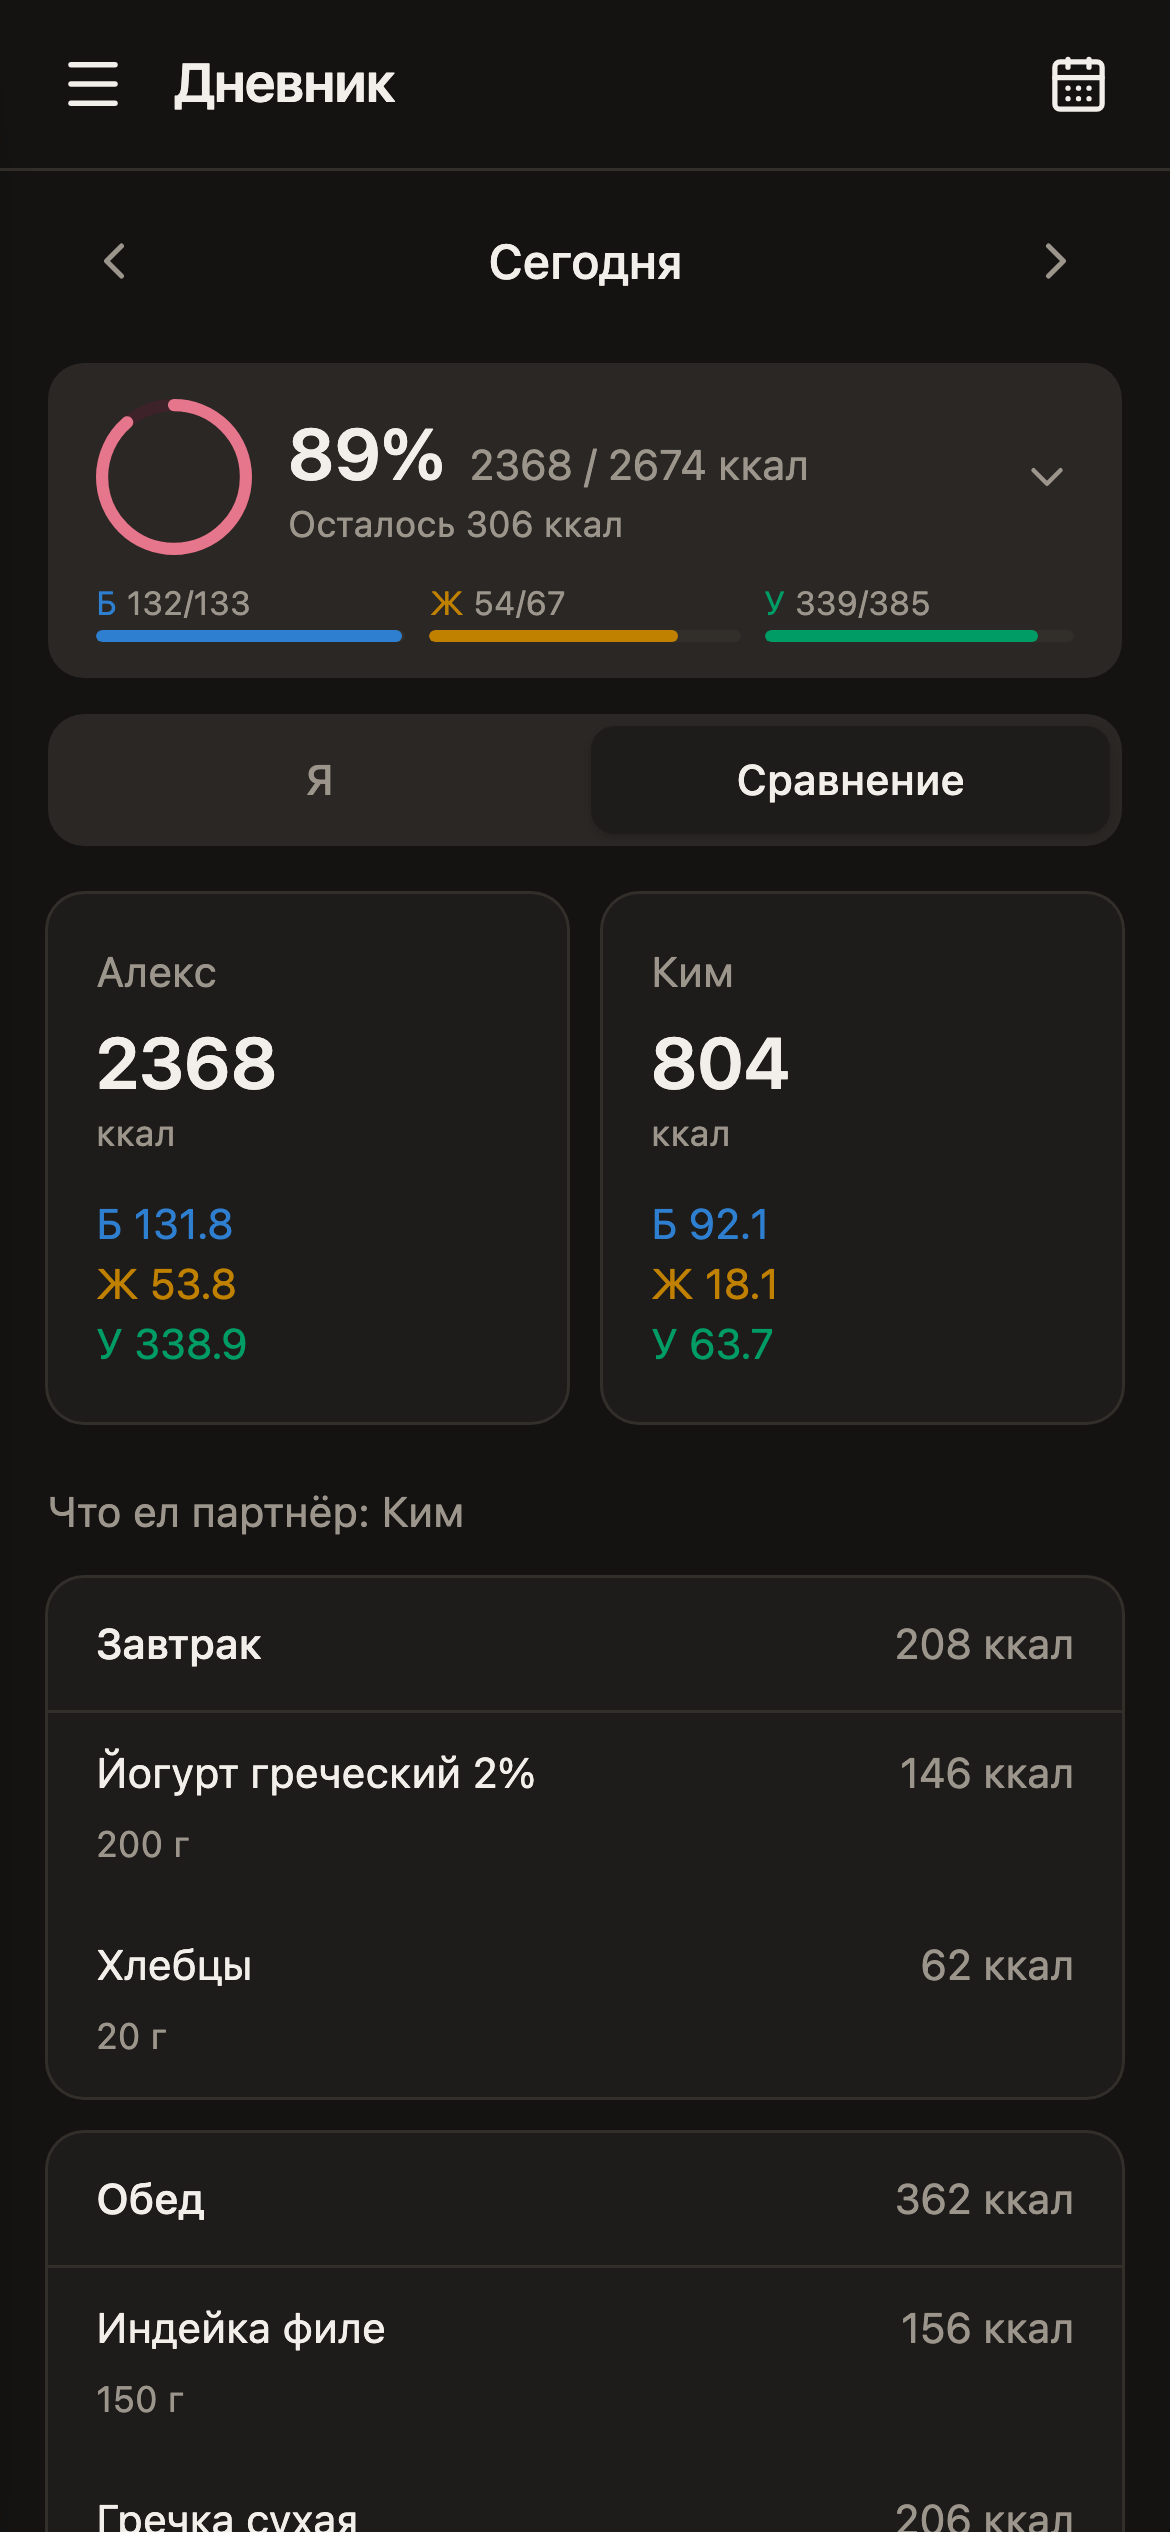 Дневник
Сегодня
89% 2368 / 2674 ккал
Осталось 306 ккал
Б 132/133 Ж 54/67 У 339/385
Я Сравнение
Алекс
2368
ккал
Б 131.8
Ж 53.8
У 338.9
Ким
804
ккал
Б 92.1
Ж 18.1
У 63.7
Что ел партнёр: Ким
Завтрак 208 ккал
Йогурт греческий 2% 146 ккал
200 г
Хлебцы 62 ккал
20 г
Обед 362 ккал
Индейка филе 156 ккал
150 г
Гречка сухая 206 ккал